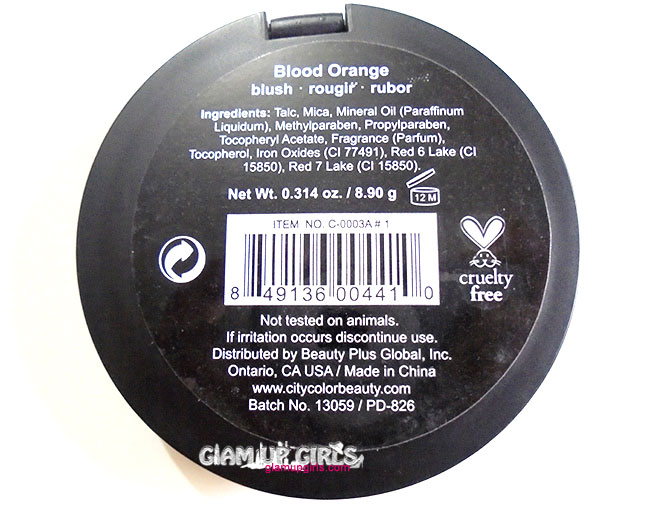 Blood Orange
blush · rougir · rubor
Ingredients: Talc, Mica, Mineral Oil (Paraffinum
Liquidum), Methylparaben, Propylparaben,
Tocopheryl Acetate, Fragrance (Parfum),
Tocopherol, Iron Oxides (CI 77491), Red 6 Lake (CI
15850), Red 7 Lake (CI 15850).
Net Wt. 0.314 oz. / 8.90 g
12 M
ITEM NO. C-0003A # 1
8 49136 00441 0
cruelty
free
Not tested on animals.
If irritation occurs discontinue use.
Distributed by Beauty Plus Global, Inc.
Ontario, CA USA / Made in China
www.citycolorbeauty.com
Batch No. 13059 / PD-826
GLAM UP GIRLS
glamupgirls.com